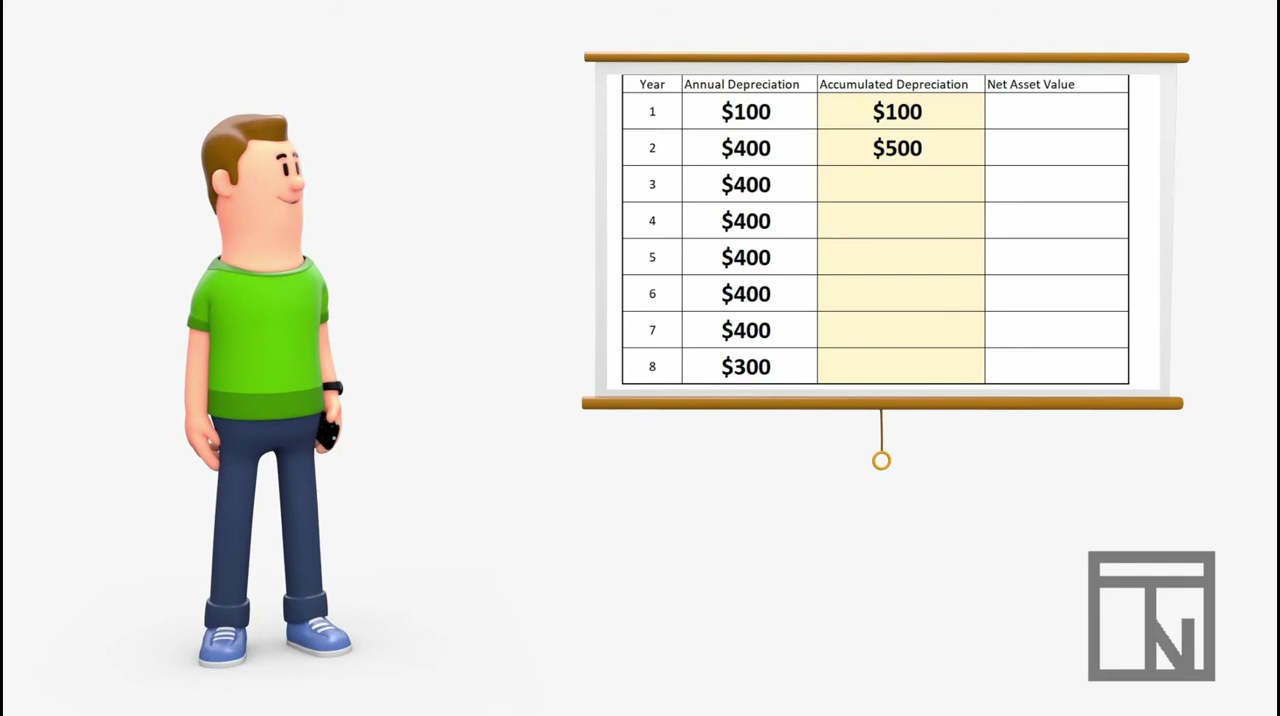 Year Annual Depreciation Accumulated Depreciation Net Asset Value
1 $100 $100
2 $400 $500
3 $400
4 $400
5 $400
6 $400
7 $400
8 $300
TN